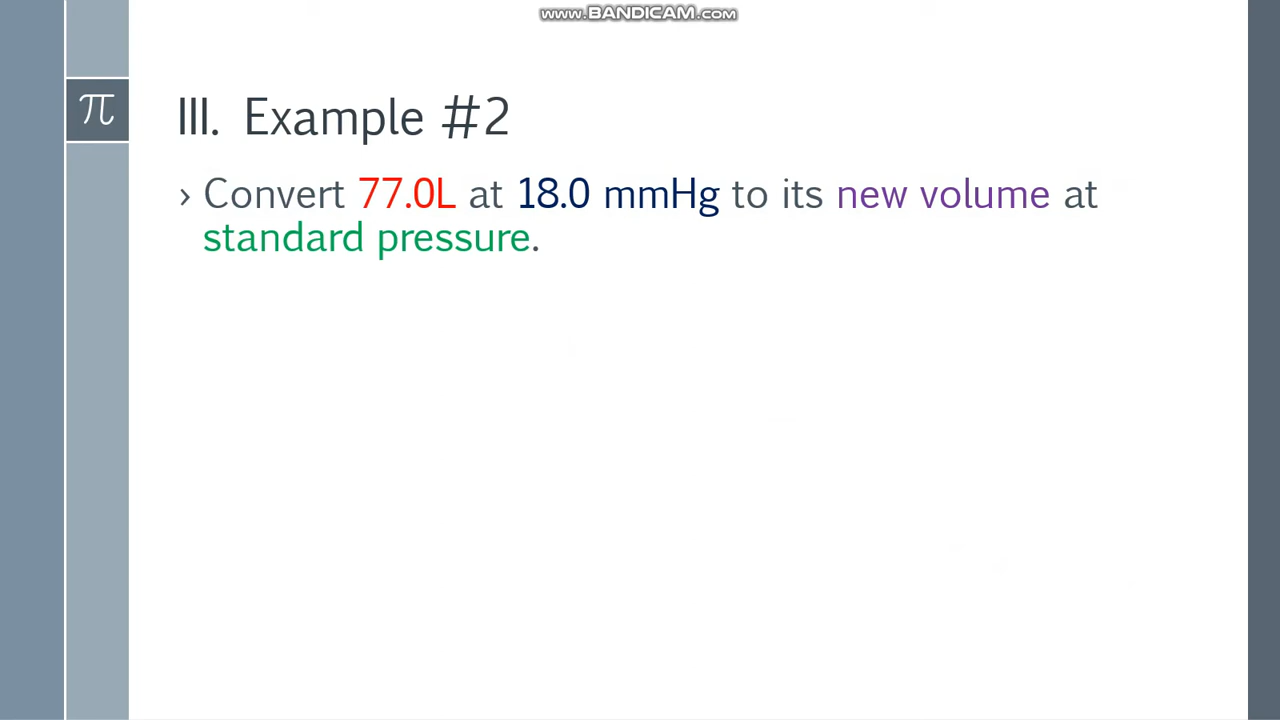 www.BANDICAM.com
π
III. Example #2
› Convert 77.0L at 18.0 mmHg to its new volume at
standard pressure.